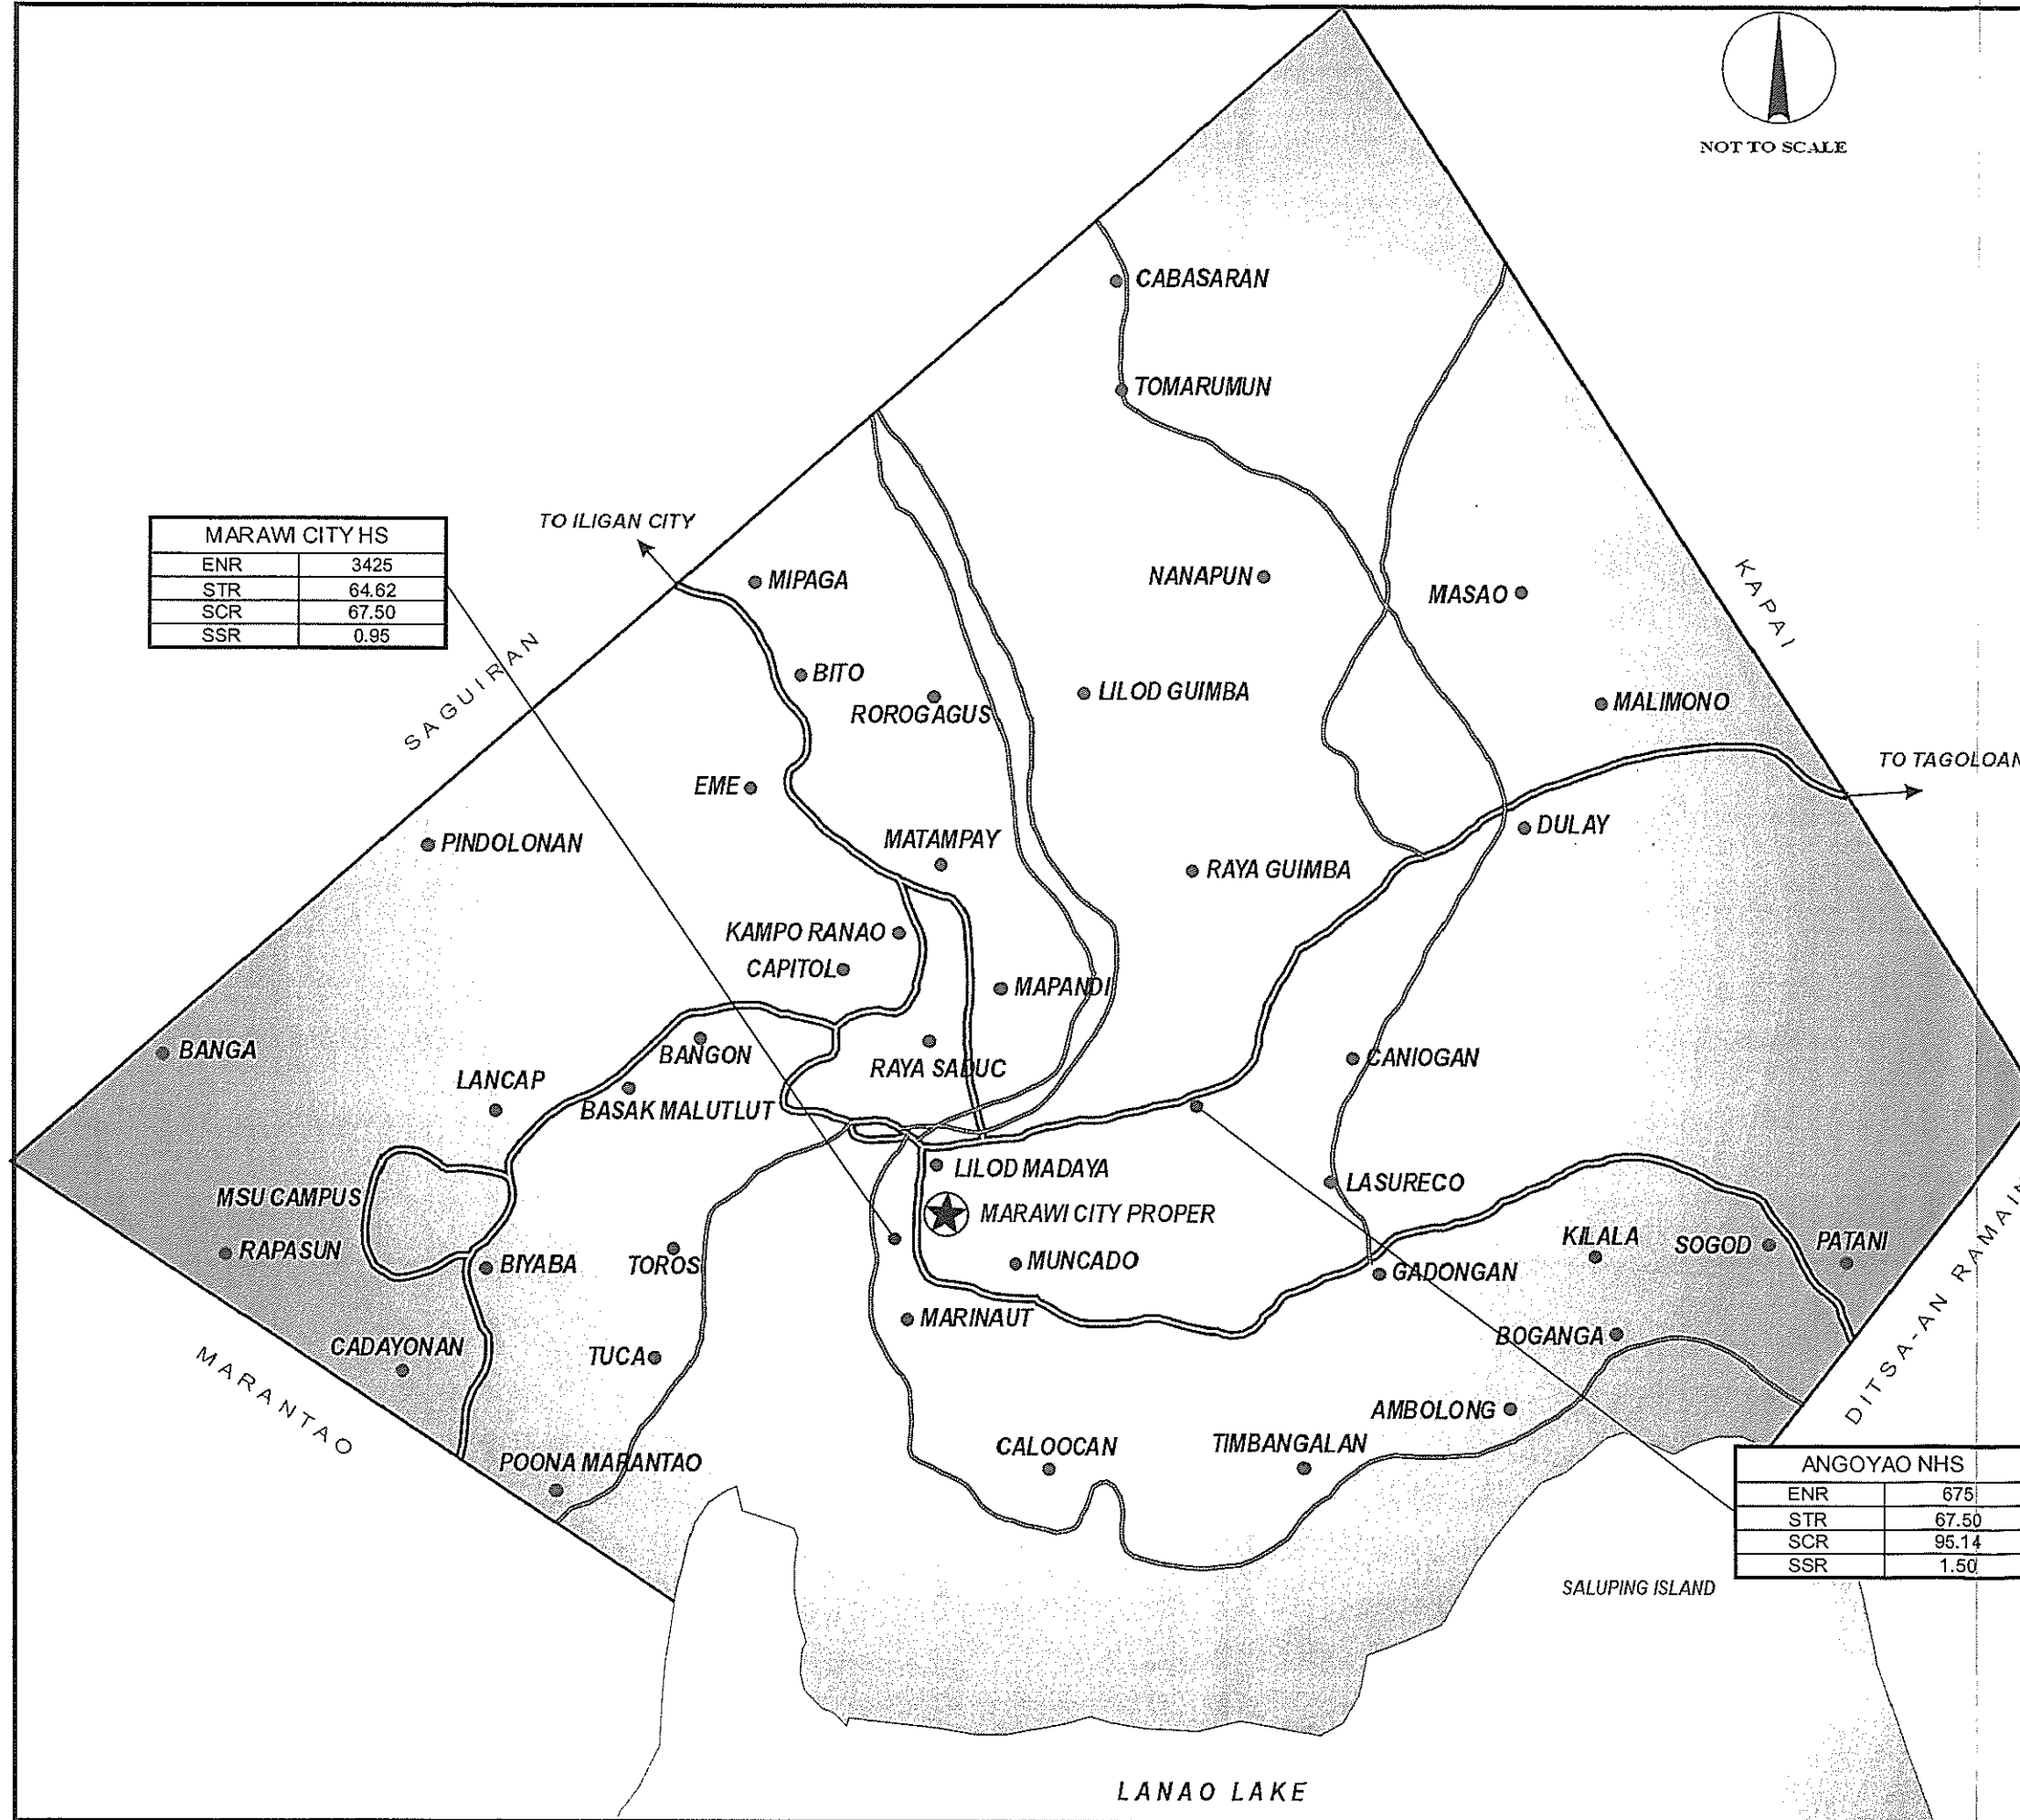 NOT TO SCALE
CABASARAN
TOMARUMUN
MARAWI CITY HS
ENR 3425
STR 64.62
SCR 67.50
SSR 0.95
TO ILIGAN CITY
MIPAGA
NANAPUN
MASAO
KAPAI
SAGUIRAN
BITO
ROROGAGUS
LILOD GUIMBA
MALIMONO
TO TAGOLOAN
EME
PINDOLONAN
MATAMPAY
DULAY
RAYA GUIMBA
KAMPO RANAO
CAPITOL
MAPANDI
BANGA
BANGON
RAYA SADUC
CANIOGAN
LANCAP
BASAK MALUTLUT
LILOD MADAYA
LASURECO
MSU CAMPUS
MARAWI CITY PROPER
RAPASUN
BIYABA
TOROS
MUNCADO
GADONGAN
KILALA
SOGOD
PATANI
DITSA-AN RAMAIN
MARINAUT
BOGANGA
MARANTAO
CADAYONAN
TUCA
AMBOLONG
POONA MARANTAO
CALOOCAN
TIMBANGALAN
ANGOYAO NHS
ENR 675
STR 67.50
SCR 95.14
SSR 1.50
SALUPING ISLAND
LANAO LAKE